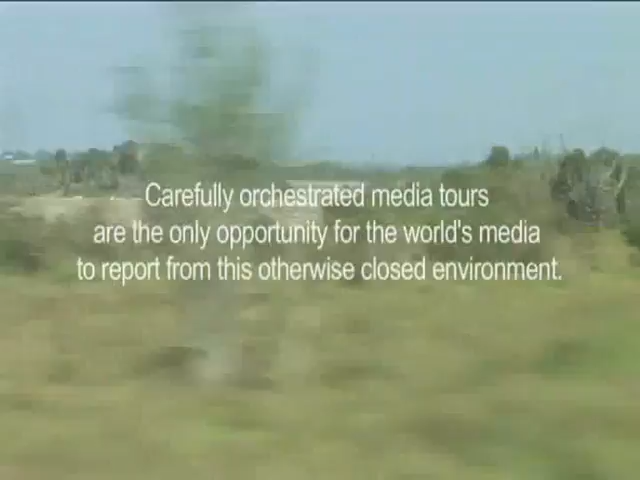 Carefully orchestrated media tours
are the only opportunity for the world's media
to report from this otherwise closed environment.